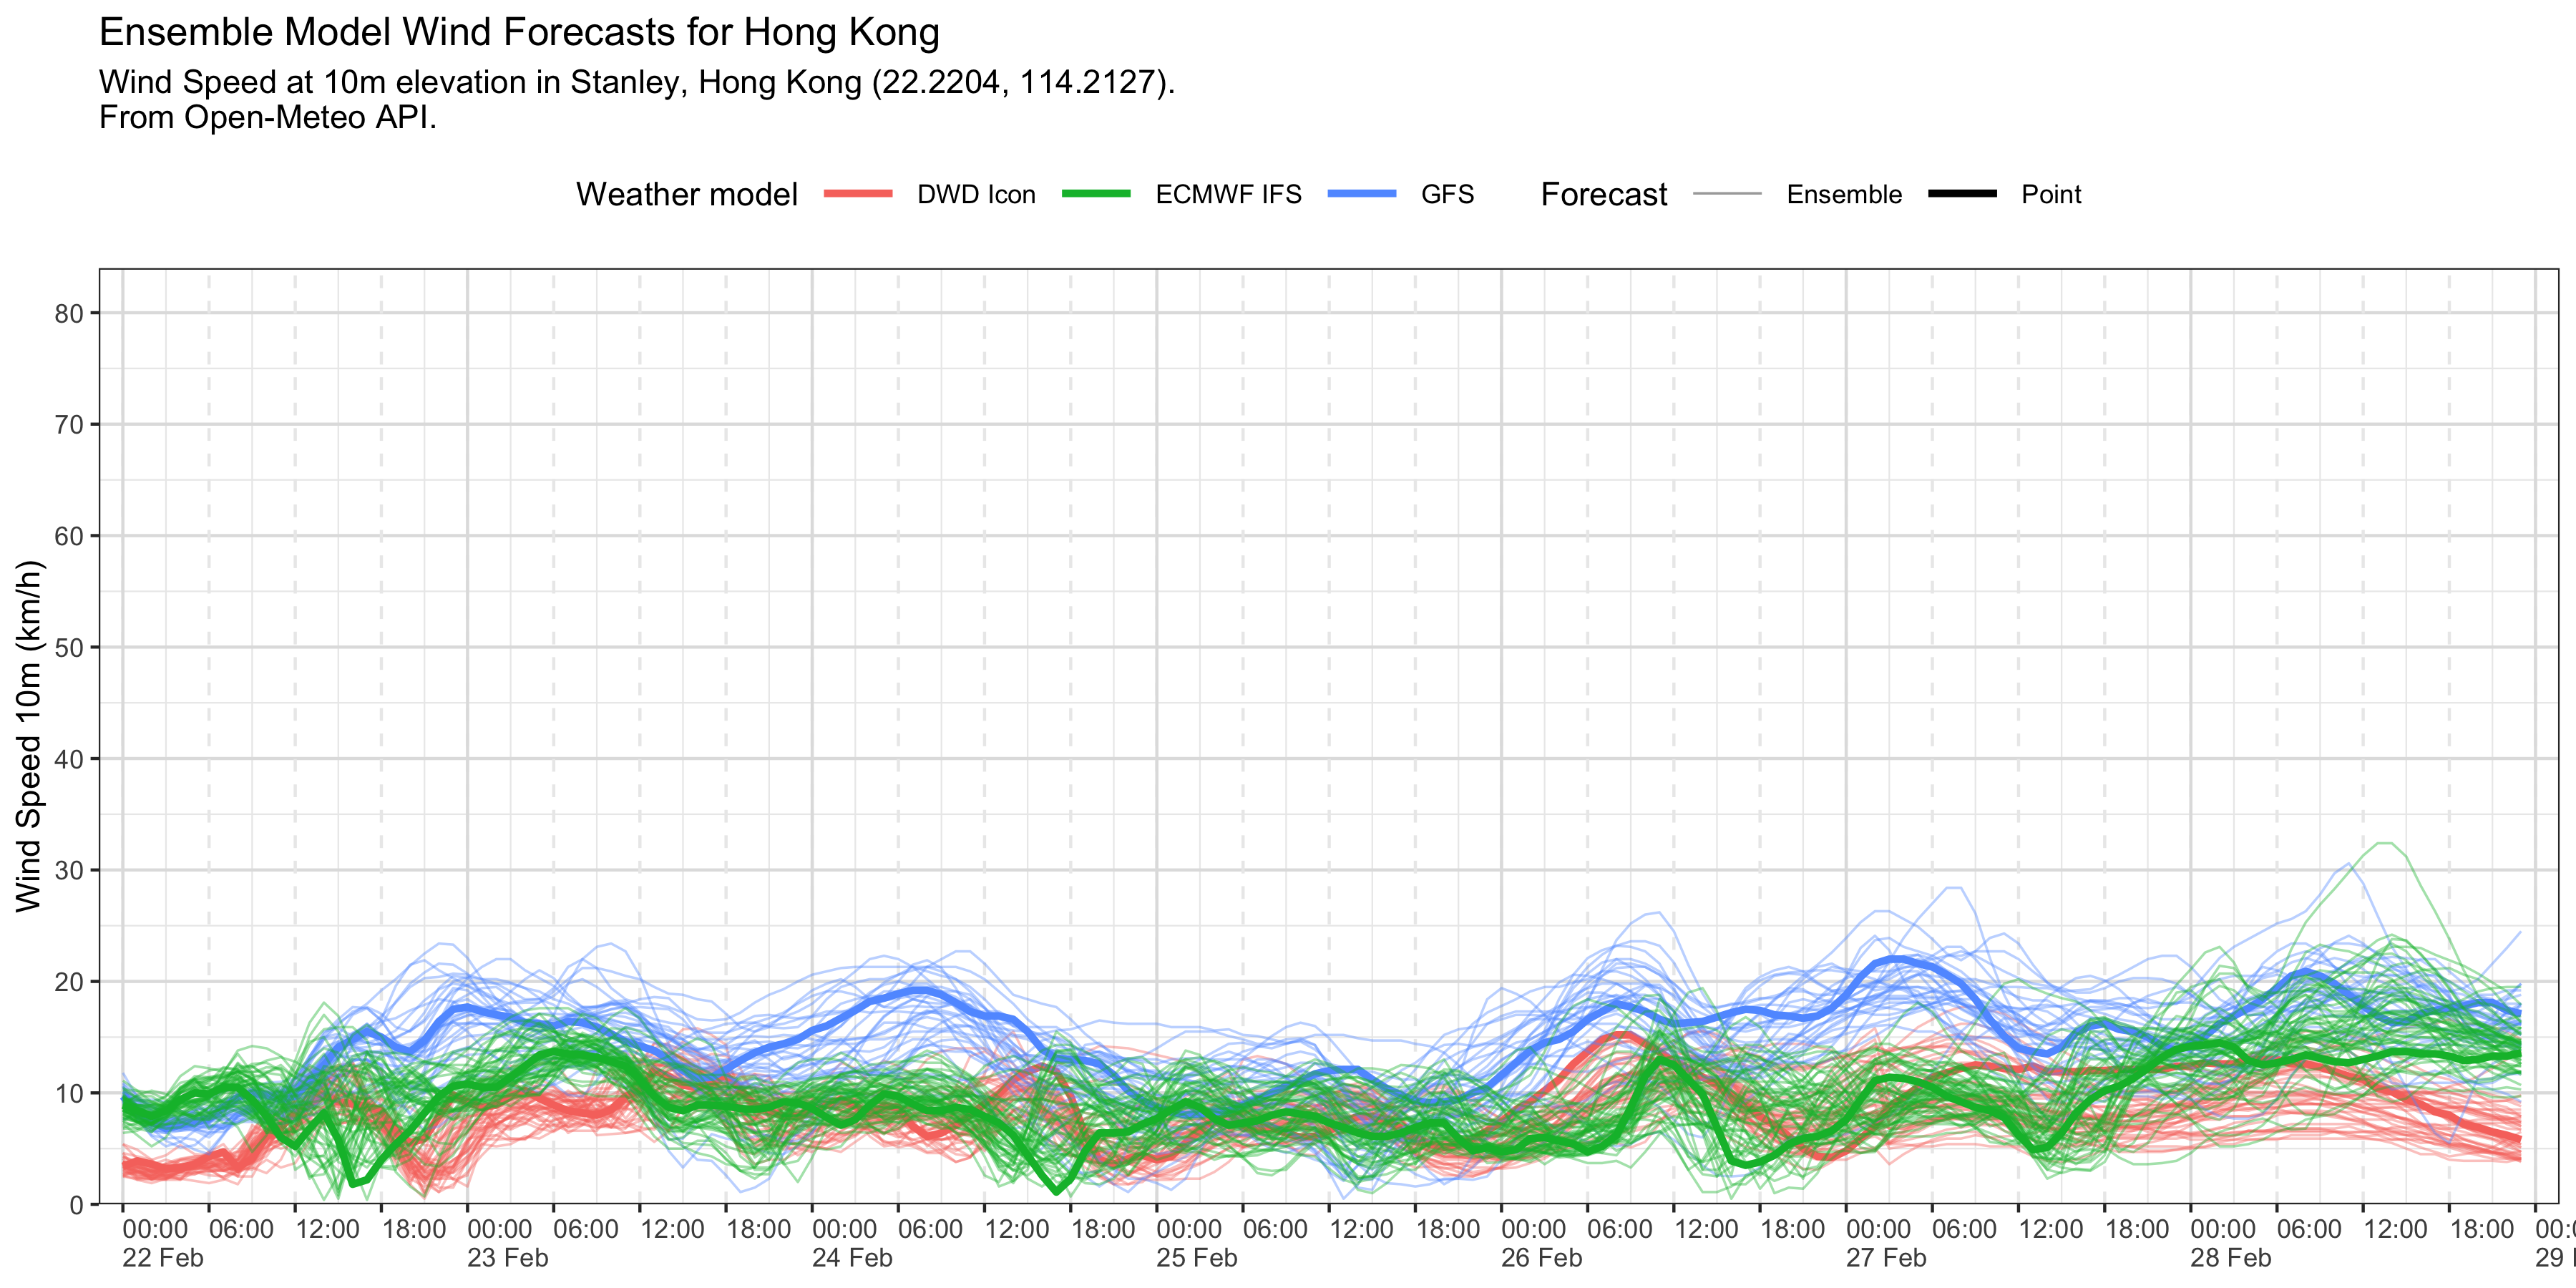 Ensemble Model Wind Forecasts for Hong Kong
Wind Speed at 10m elevation in Stanley, Hong Kong (22.2204, 114.2127).
From Open-Meteo API.
Weather model DWD Icon ECMWF IFS GFS Forecast Ensemble Point
Wind Speed 10m (km/h)
80
70
60
50
40
30
20
10
0
00:00 06:00 12:00 18:00 00:00 06:00 12:00 18:00 00:00 06:00 12:00 18:00 00:00 06:00 12:00 18:00 00:00 06:00 12:00 18:00 00:00 06:00 12:00 18:00 00:00 06:00 12:00 18:00
22 Feb 23 Feb 24 Feb 25 Feb 26 Feb 27 Feb 28 Feb 29